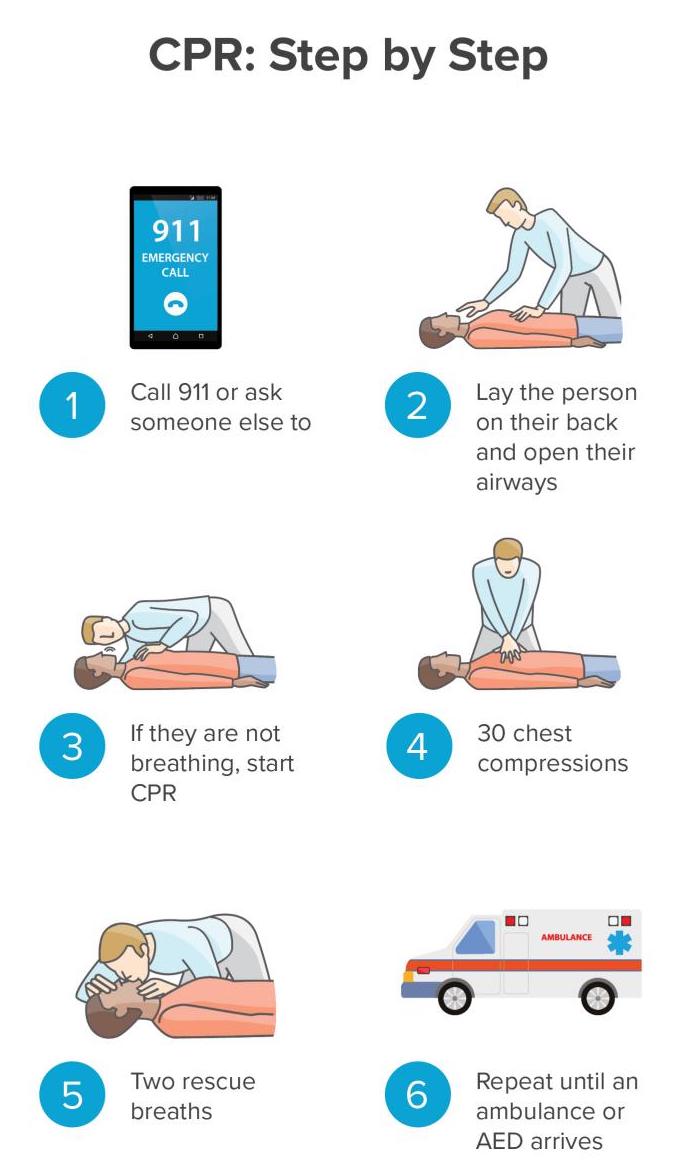 CPR: Step by Step
911
EMERGENCY
CALL
1
Call 911 or ask
someone else to
2
Lay the person
on their back
and open their
airways
3
If they are not
breathing, start
CPR
4
30 chest
compressions
5
Two rescue
breaths
AMBULANCE
6
Repeat until an
ambulance or
AED arrives